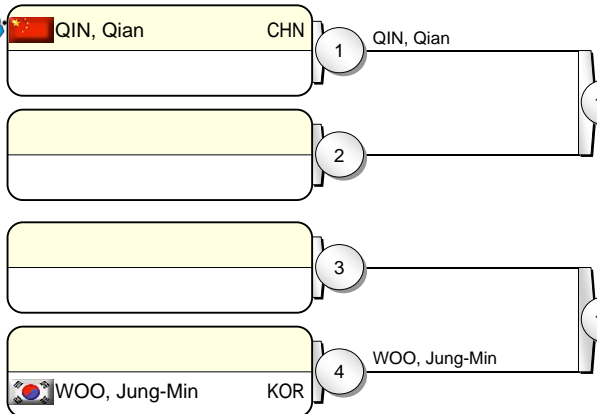 QIN, Qian CHN
1
QIN, Qian
2
3
4
WOO, Jung-Min
WOO, Jung-Min KOR